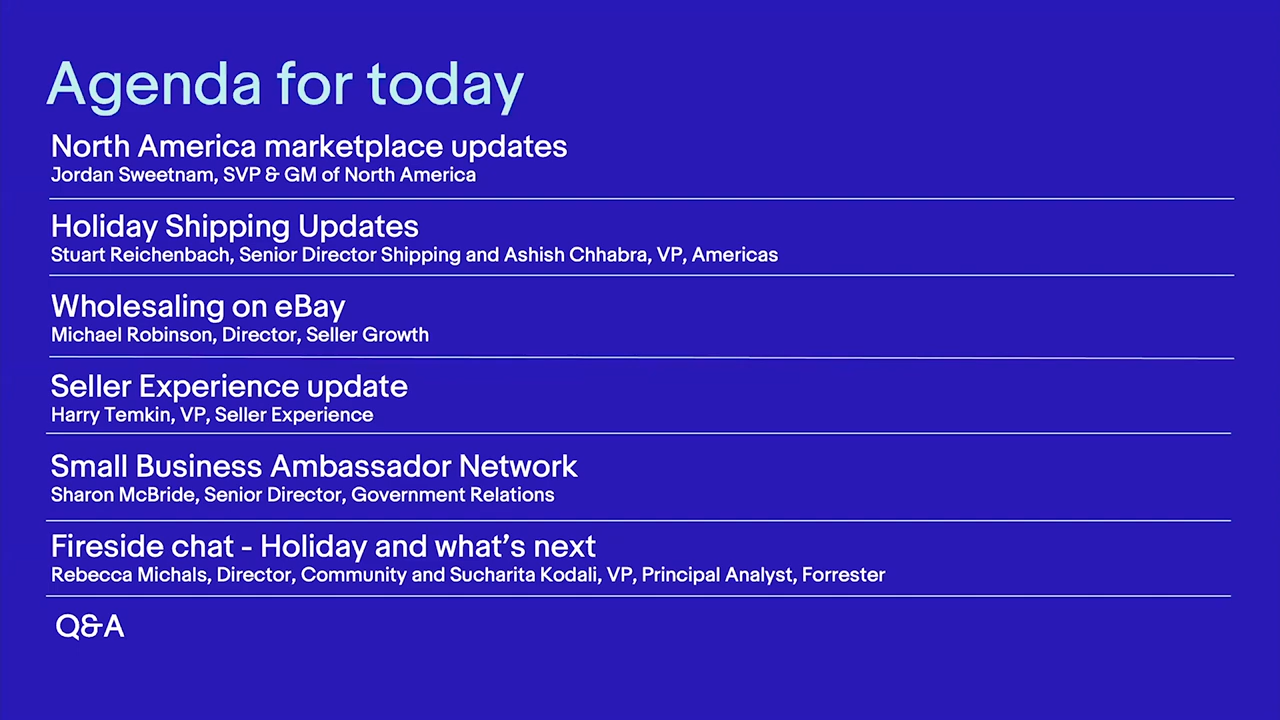 Agenda for today
North America marketplace updates
Jordan Sweetnam, SVP & GM of North America
Holiday Shipping Updates
Stuart Reichenbach, Senior Director Shipping and Ashish Chhabra, VP, Americas
Wholesaling on eBay
Michael Robinson, Director, Seller Growth
Seller Experience update
Harry Temkin, VP, Seller Experience
Small Business Ambassador Network
Sharon McBride, Senior Director, Government Relations
Fireside chat - Holiday and what’s next
Rebecca Michals, Director, Community and Sucharita Kodali, VP, Principal Analyst, Forrester
Q&A